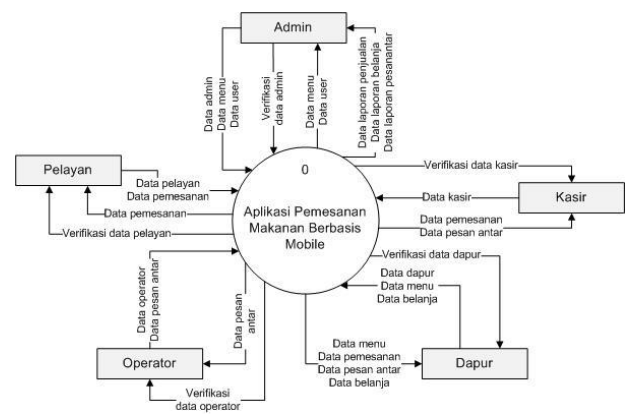 Admin
Data admin
Data menu
Data user
Verifikasi
data admin
Data menu
Data user
Data laporan penjualan
Data laporan belanja
Data laporan pesanantar
Pelayan
Data pelayan
Data pemesanan
Data pemesanan
Verifikasi data pelayan
0
Aplikasi Pemesanan
Makanan Berbasis
Mobile
Verifikasi data kasir
Data kasir
Kasir
Data pemesanan
Data pesan antar
Verifikasi data dapur
Data dapur
Data menu
Data belanja
Data operator
Data pesan antar
Data pesan
antar
Operator
Verifikasi
data operator
Data menu
Data pemesanan
Data pesan antar
Data belanja
Dapur